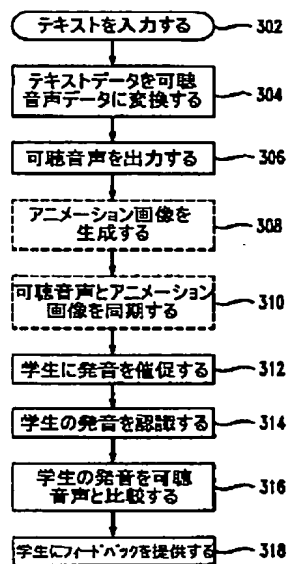 テキストを入力する
302
テキストデータを可聴
音声データに変換する
304
可聴音声を出力する
306
アニメーション画像を
生成する
308
可聴音声とアニメーション
画像を同期する
310
学生に発音を催促する
312
学生の発音を認識する
314
学生の発音を可聴
音声と比較する
316
学生にフィードバックを提供する
318